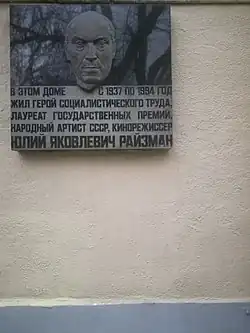 В ЭТОМ ДОМЕ С 1937 ПО 1994 ГОД
ЖИЛ ГЕРОЙ СОЦИАЛИСТИЧЕСКОГО ТРУДА,
ЛАУРЕАТ ГОСУДАРСТВЕННЫХ ПРЕМИЙ,
НАРОДНЫЙ АРТИСТ СССР, КИНОРЕЖИССЕР
ЮЛИЙ ЯКОВЛЕВИЧ РАЙЗМАН